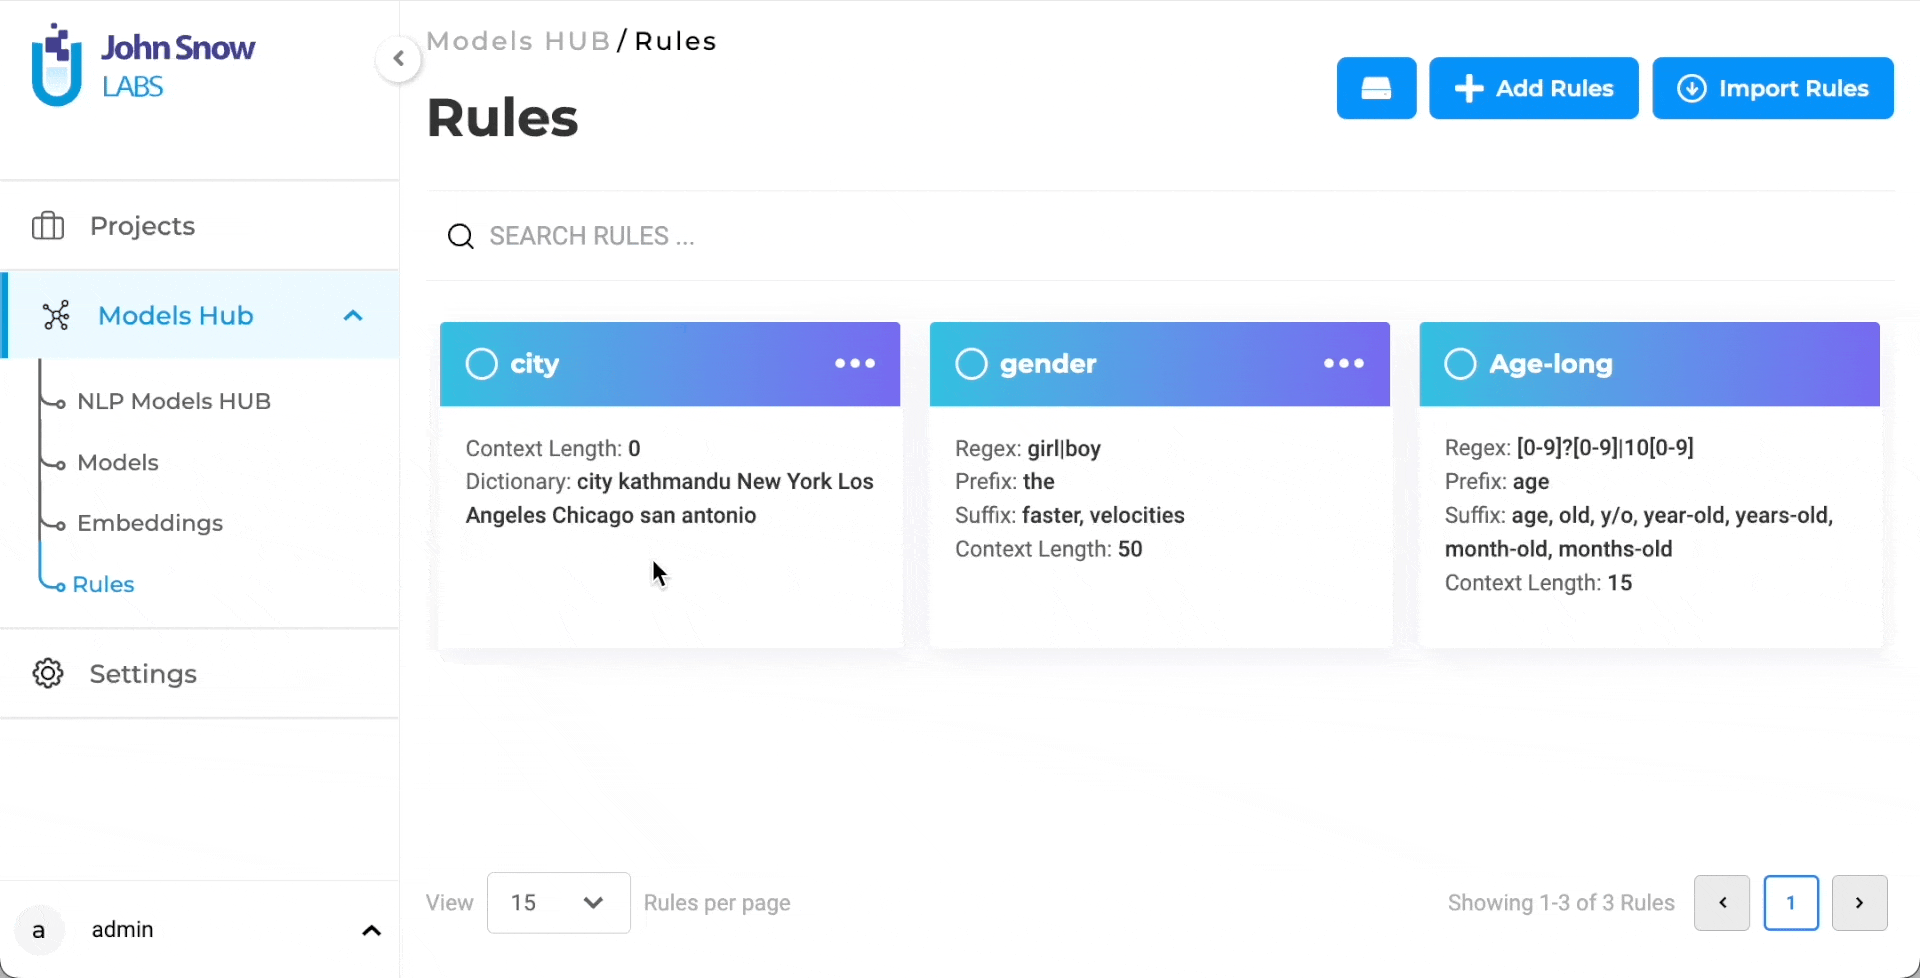 John Snow
LABS
Models HUB / Rules
Rules
Add Rules
Import Rules
Projects
SEARCH RULES ...
Models Hub
NLP Models HUB
Models
Embeddings
Rules
Settings
city
Context Length: 0
Dictionary: city kathmandu New York Los
Angeles Chicago san antonio
gender
Regex: girl|boy
Prefix: the
Suffix: faster, velocities
Context Length: 50
Age-long
Regex: [0-9]?[0-9]|10[0-9]
Prefix: age
Suffix: age, old, y/o, year-old, years-old,
month-old, months-old
Context Length: 15
View 15 Rules per page
Showing 1-3 of 3 Rules
1
a admin